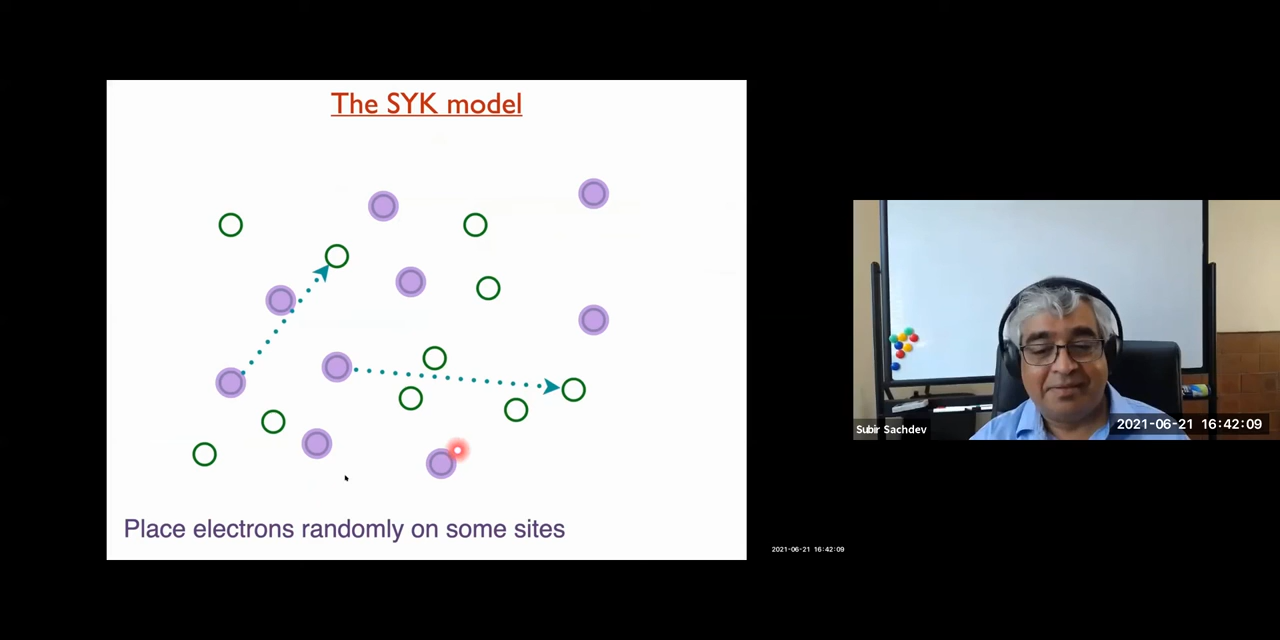 The SYK model
Place electrons randomly on some sites
Subir Sachdev
2021-06-21 16:42:09
2021-06-21 16:42:09